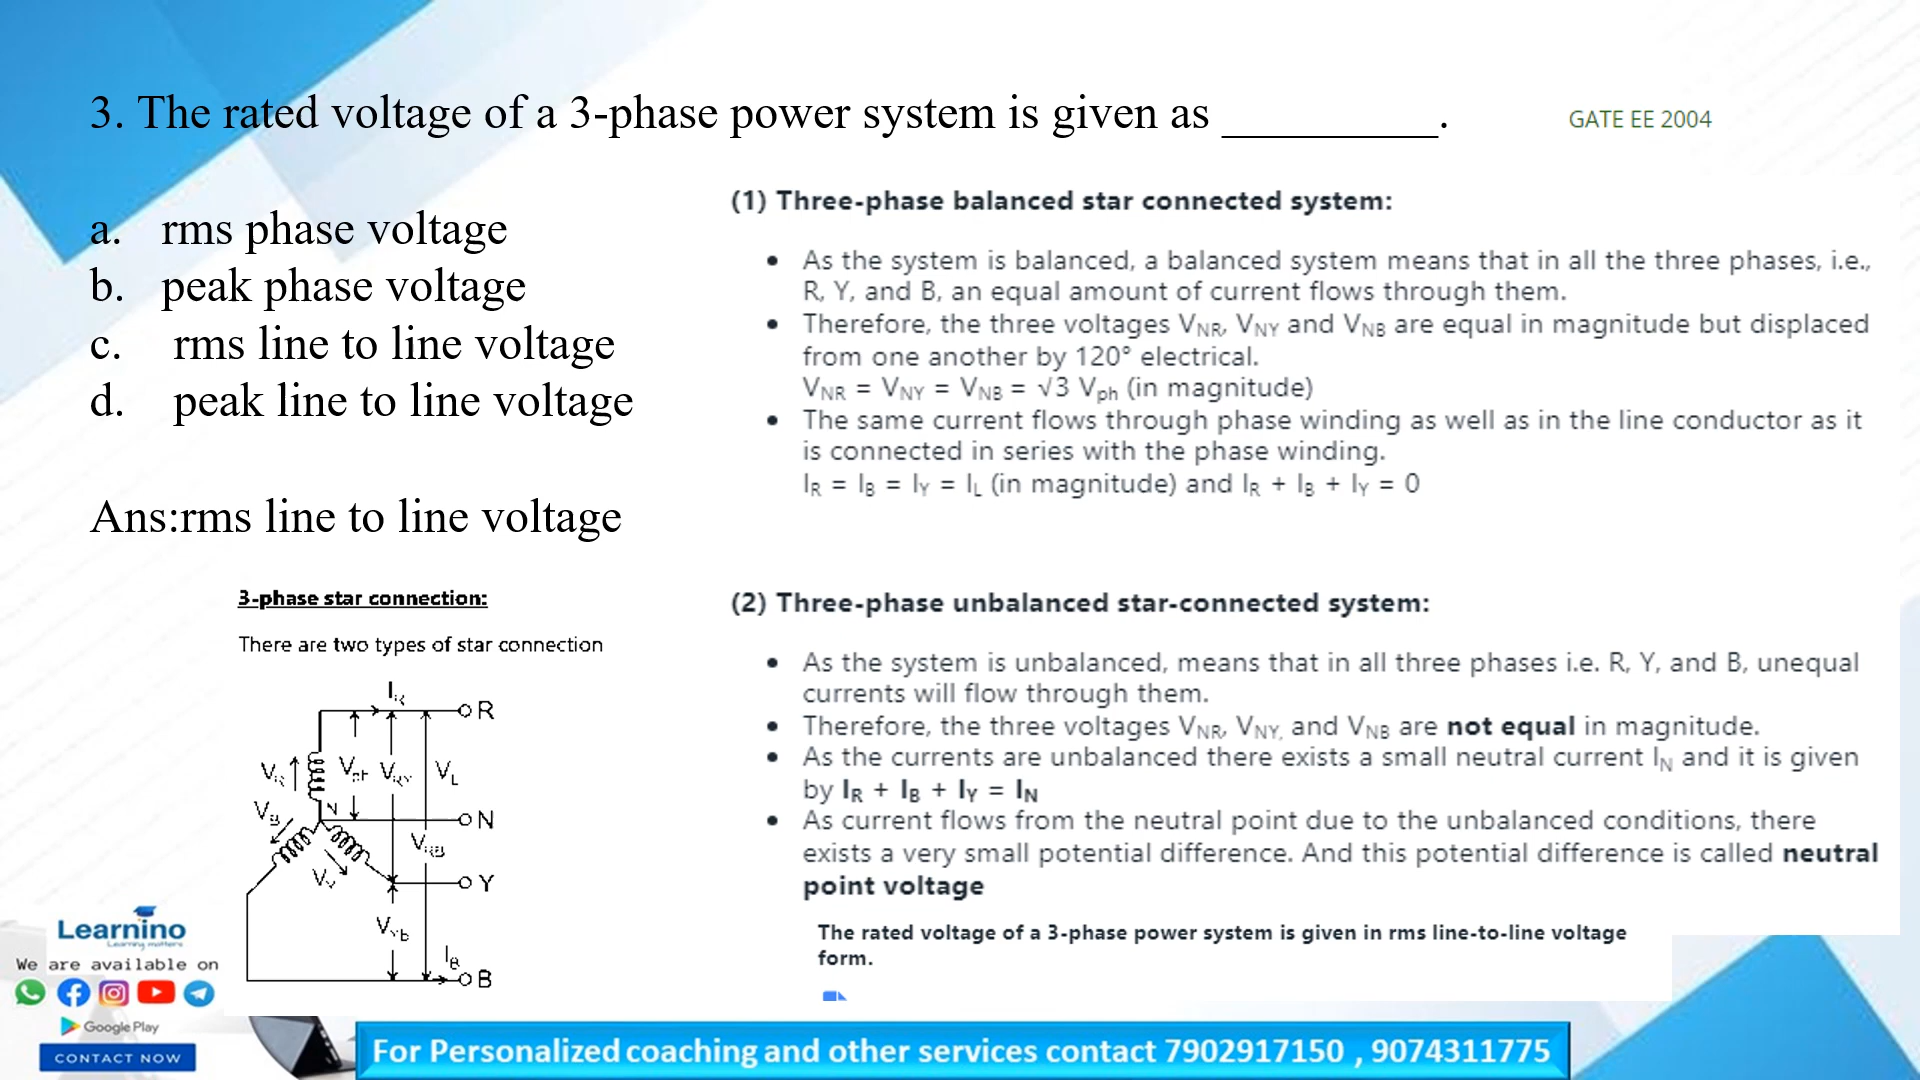 3. The rated voltage of a 3-phase power system is given as _________.
GATE EE 2004
a. rms phase voltage
b. peak phase voltage
c. rms line to line voltage
d. peak line to line voltage
Ans:rms line to line voltage
(1) Three-phase balanced star connected system:
• As the system is balanced, a balanced system means that in all the three phases, i.e.,
R, Y, and B, an equal amount of current flows through them.
• Therefore, the three voltages VNR, VNY and VNB are equal in magnitude but displaced
from one another by 120° electrical.
VNR = VNY = VNB = √3 Vph (in magnitude)
• The same current flows through phase winding as well as in the line conductor as it
is connected in series with the phase winding.
IR = IB = IY = IL (in magnitude) and IR + IB + IY = 0
3-phase star connection:
There are two types of star connection
IR
R
VR
Vph
VRY
VL
VB
N
N
VRB
VY
Y
VYb
IB
B
(2) Three-phase unbalanced star-connected system:
• As the system is unbalanced, means that in all three phases i.e. R, Y, and B, unequal
currents will flow through them.
• Therefore, the three voltages VNR, VNY, and VNB are not equal in magnitude.
• As the currents are unbalanced there exists a small neutral current IN and it is given
by IR + IB + IY = IN
• As current flows from the neutral point due to the unbalanced conditions, there
exists a very small potential difference. And this potential difference is called neutral
point voltage
The rated voltage of a 3-phase power system is given in rms line-to-line voltage
form.
Learnino
Learning matters
We are available on
Google Play
CONTACT NOW
For Personalized coaching and other services contact 7902917150 , 9074311775